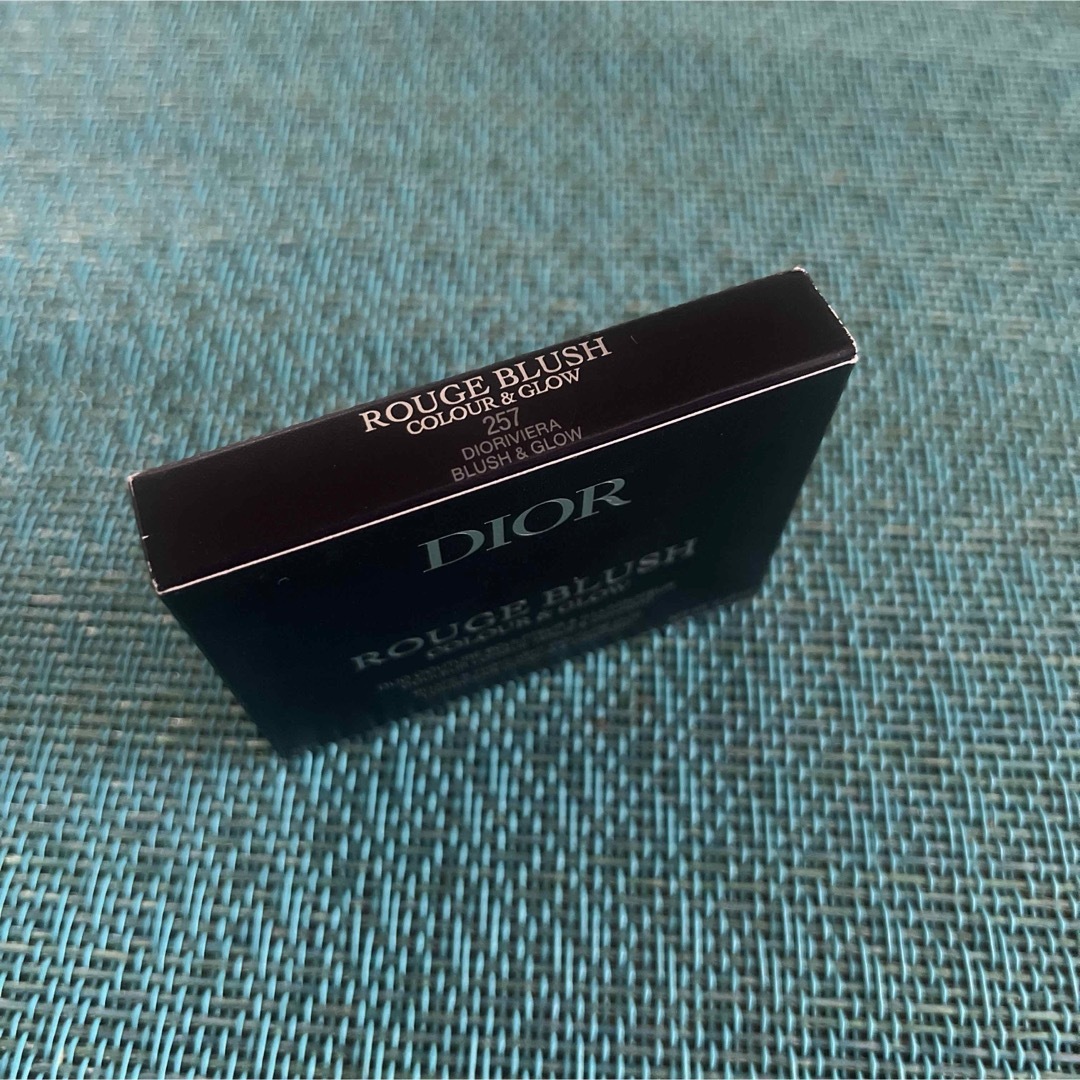 ROUGE BLUSH
COLOUR & GLOW
257
DIORIVIERA
BLUSH & GLOW
DIOR
ROUGE BLUSH
COLOUR & GLOW